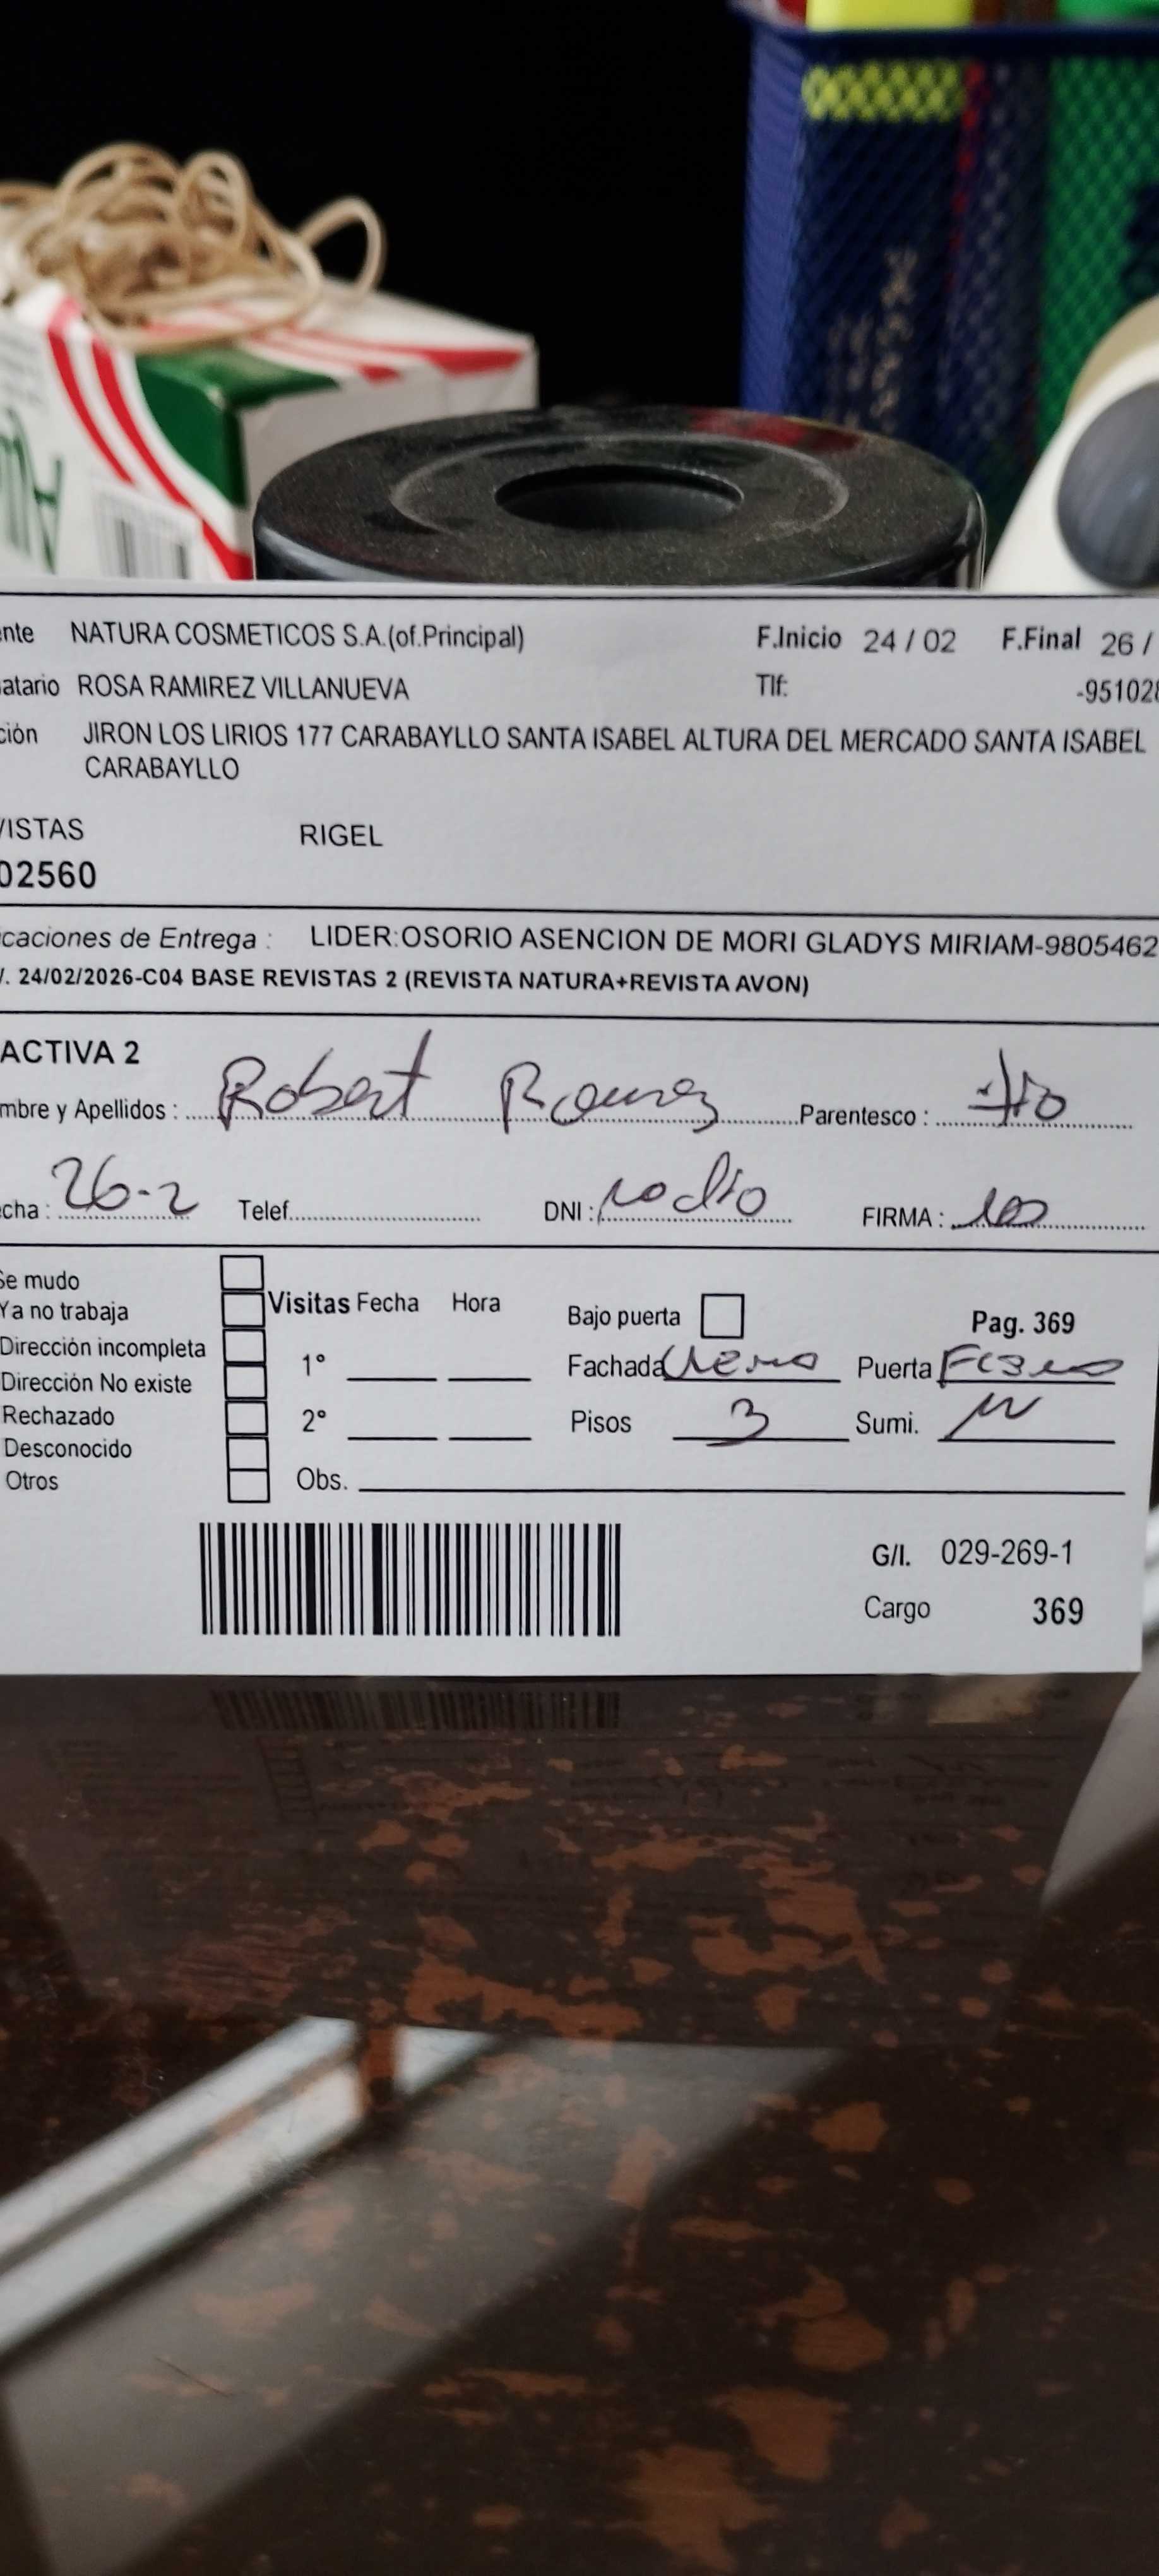 nte NATURA COSMETICOS S.A.(of.Principal) F.Inicio 24 / 02 F.Final 26 /
atario ROSA RAMIREZ VILLANUEVA Tlf: -951028
ción JIRON LOS LIRIOS 177 CARABAYLLO SANTA ISABEL ALTURA DEL MERCADO SANTA ISABEL
CARABAYLLO
VISTAS RIGEL
02560
caciones de Entrega : LIDER:OSORIO ASENCION DE MORI GLADYS MIRIAM-9805462
/. 24/02/2026-C04 BASE REVISTAS 2 (REVISTA NATURA+REVISTA AVON)
ACTIVA 2
mbre y Apellidos : Robert Parentesco :
cha : 26-2 Telef. DNI : no dio FIRMA :
Se mudo
Ya no trabaja Visitas Fecha Hora Bajo puerta Pag. 369
Dirección incompleta 1° Fachada Puerta
Dirección No existe
Rechazado 2° Pisos 3 Sumi.
Desconocido
Otros Obs.
G/I. 029-269-1
Cargo 369